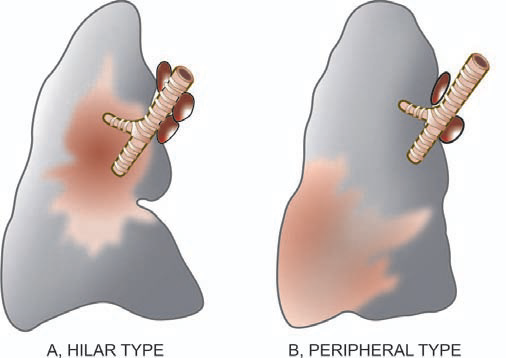 A, HILAR TYPE
B, PERIPHERAL TYPE